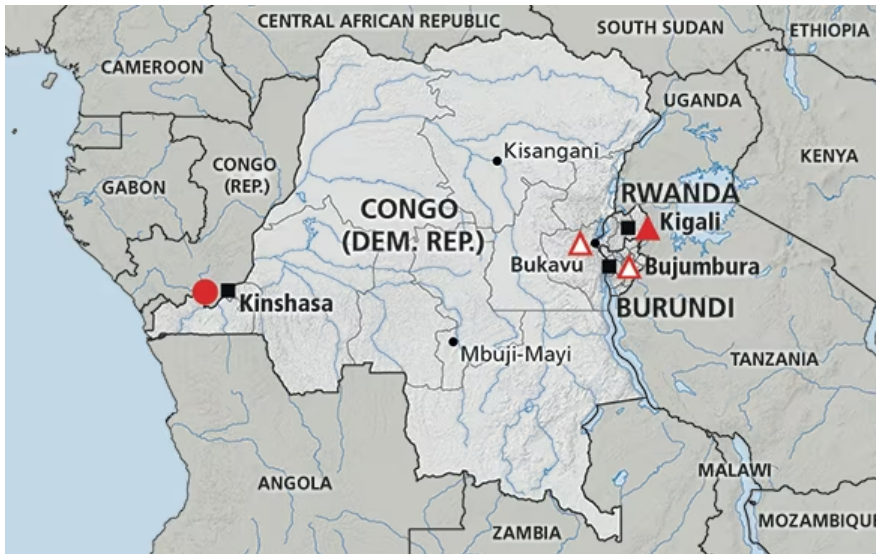 CENTRAL AFRICAN REPUBLIC
SOUTH SUDAN
ETHIOPIA
CAMEROON
UGANDA
KENYA
Kisangani
CONGO
(REP.)
GABON
RWANDA
Kigali
CONGO
(DEM. REP.)
Bukavu
Bujumbura
Kinshasa
BURUNDI
Mbuji-Mayi
TANZANIA
ANGOLA
MALAWI
ZAMBIA
MOZAMBIQUE